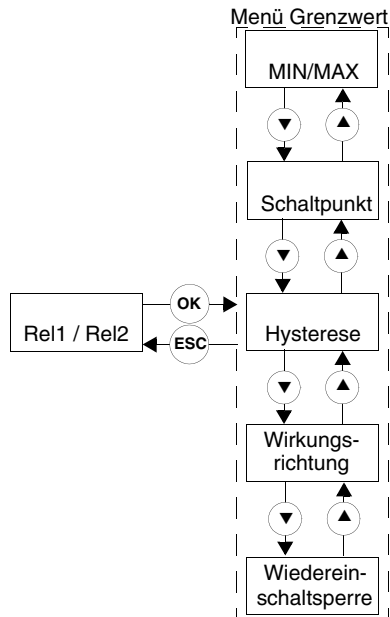 Menü Grenzwert
MIN/MAX
Schaltpunkt
OK
Rel1 / Rel2
ESC
Hysterese
Wirkungs-
richtung
Wiederein-
schaltsperre